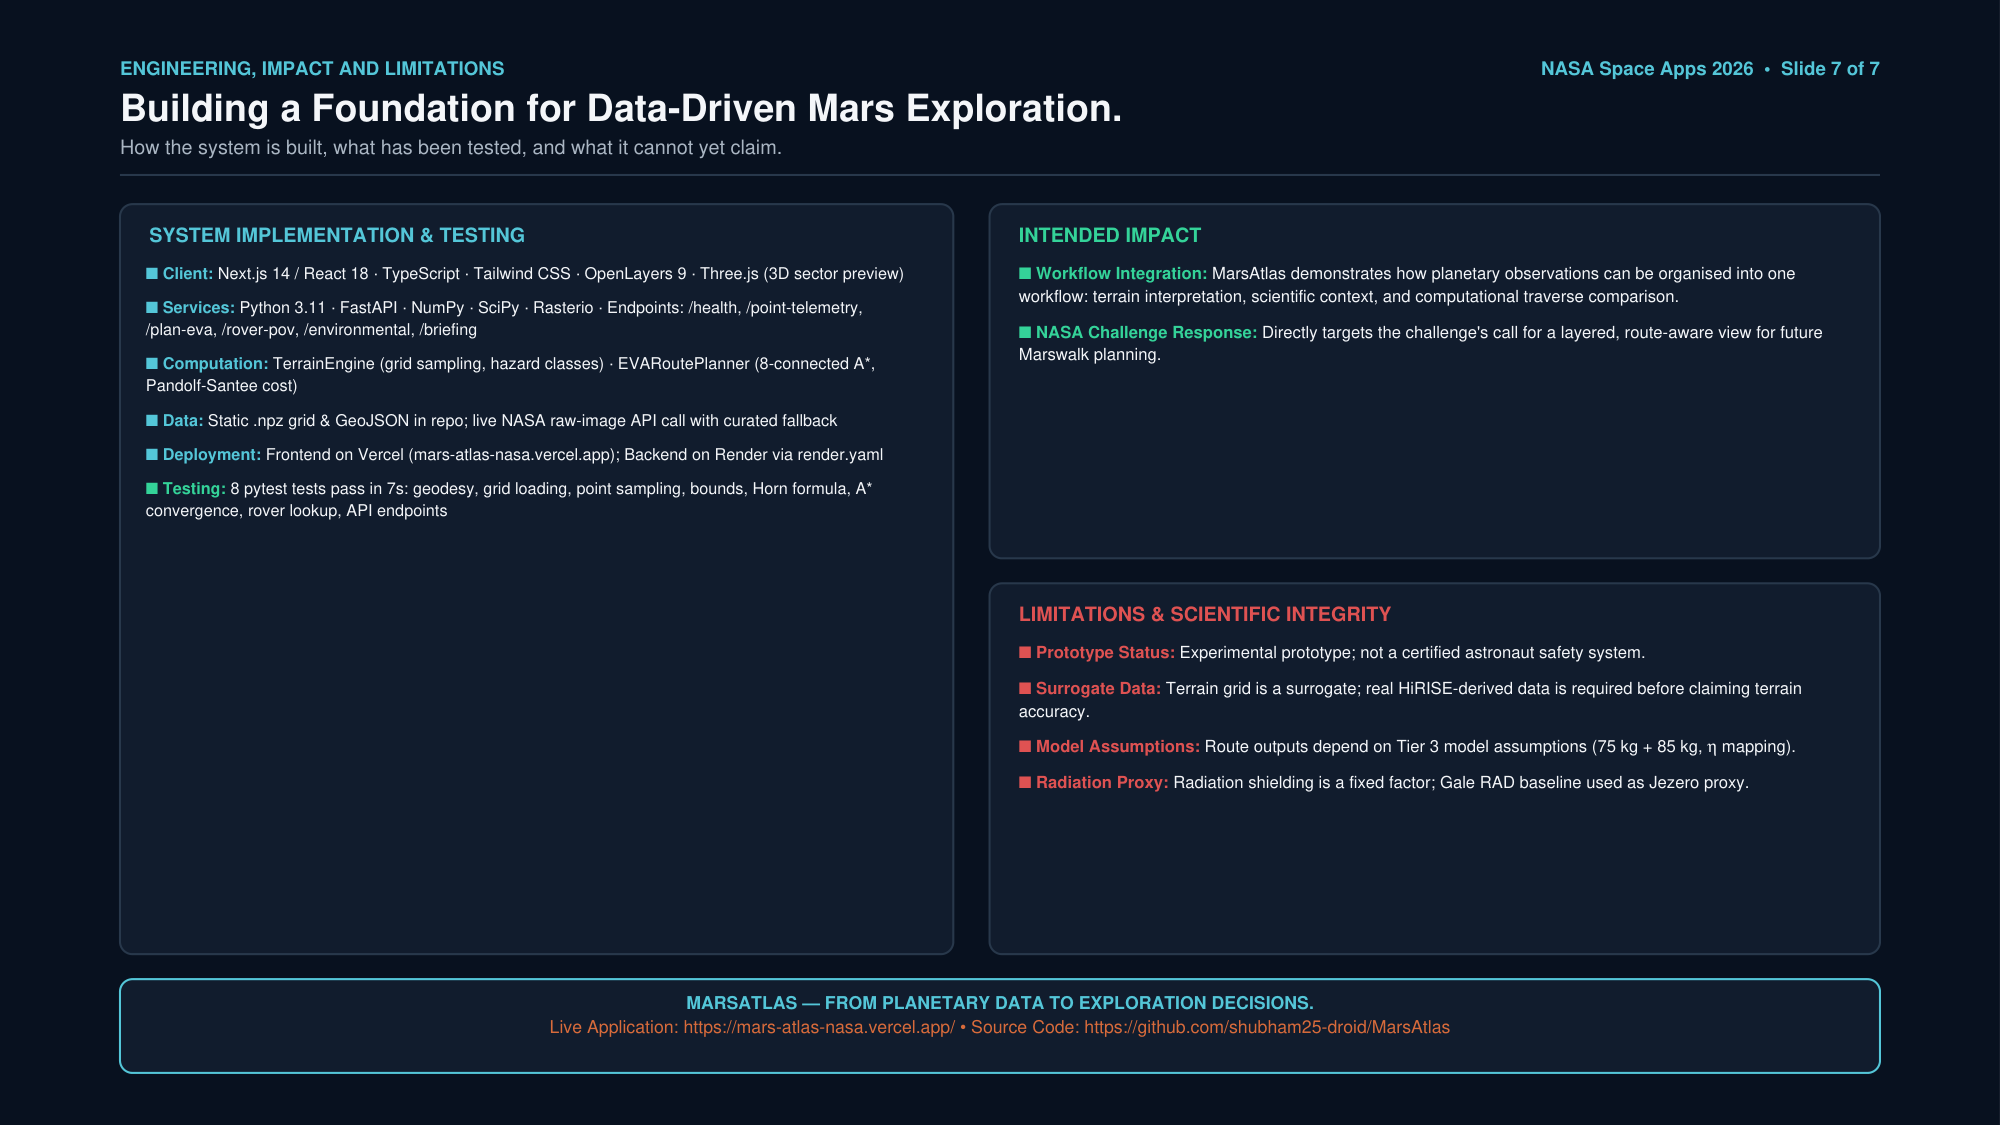 ENGINEERING, IMPACT AND LIMITATIONS
NASA Space Apps 2026 • Slide 7 of 7
Building a Foundation for Data-Driven Mars Exploration.
How the system is built, what has been tested, and what it cannot yet claim.
SYSTEM IMPLEMENTATION & TESTING
■ Client: Next.js 14 / React 18 · TypeScript · Tailwind CSS · OpenLayers 9 · Three.js (3D sector preview)
■ Services: Python 3.11 · FastAPI · NumPy · SciPy · Rasterio · Endpoints: /health, /point-telemetry,
/plan-eva, /rover-pov, /environmental, /briefing
■ Computation: TerrainEngine (grid sampling, hazard classes) · EVARoutePlanner (8-connected A*,
Pandolf-Santee cost)
■ Data: Static .npz grid & GeoJSON in repo; live NASA raw-image API call with curated fallback
■ Deployment: Frontend on Vercel (mars-atlas-nasa.vercel.app); Backend on Render via render.yaml
■ Testing: 8 pytest tests pass in 7s: geodesy, grid loading, point sampling, bounds, Horn formula, A*
convergence, rover lookup, API endpoints
INTENDED IMPACT
■ Workflow Integration: MarsAtlas demonstrates how planetary observations can be organised into one
workflow: terrain interpretation, scientific context, and computational traverse comparison.
■ NASA Challenge Response: Directly targets the challenge's call for a layered, route-aware view for future
Marswalk planning.
LIMITATIONS & SCIENTIFIC INTEGRITY
■ Prototype Status: Experimental prototype; not a certified astronaut safety system.
■ Surrogate Data: Terrain grid is a surrogate; real HiRISE-derived data is required before claiming terrain
accuracy.
■ Model Assumptions: Route outputs depend on Tier 3 model assumptions (75 kg + 85 kg, η mapping).
■ Radiation Proxy: Radiation shielding is a fixed factor; Gale RAD baseline used as Jezero proxy.
MARSATLAS — FROM PLANETARY DATA TO EXPLORATION DECISIONS.
Live Application: https://mars-atlas-nasa.vercel.app/ • Source Code: https://github.com/shubham25-droid/MarsAtlas